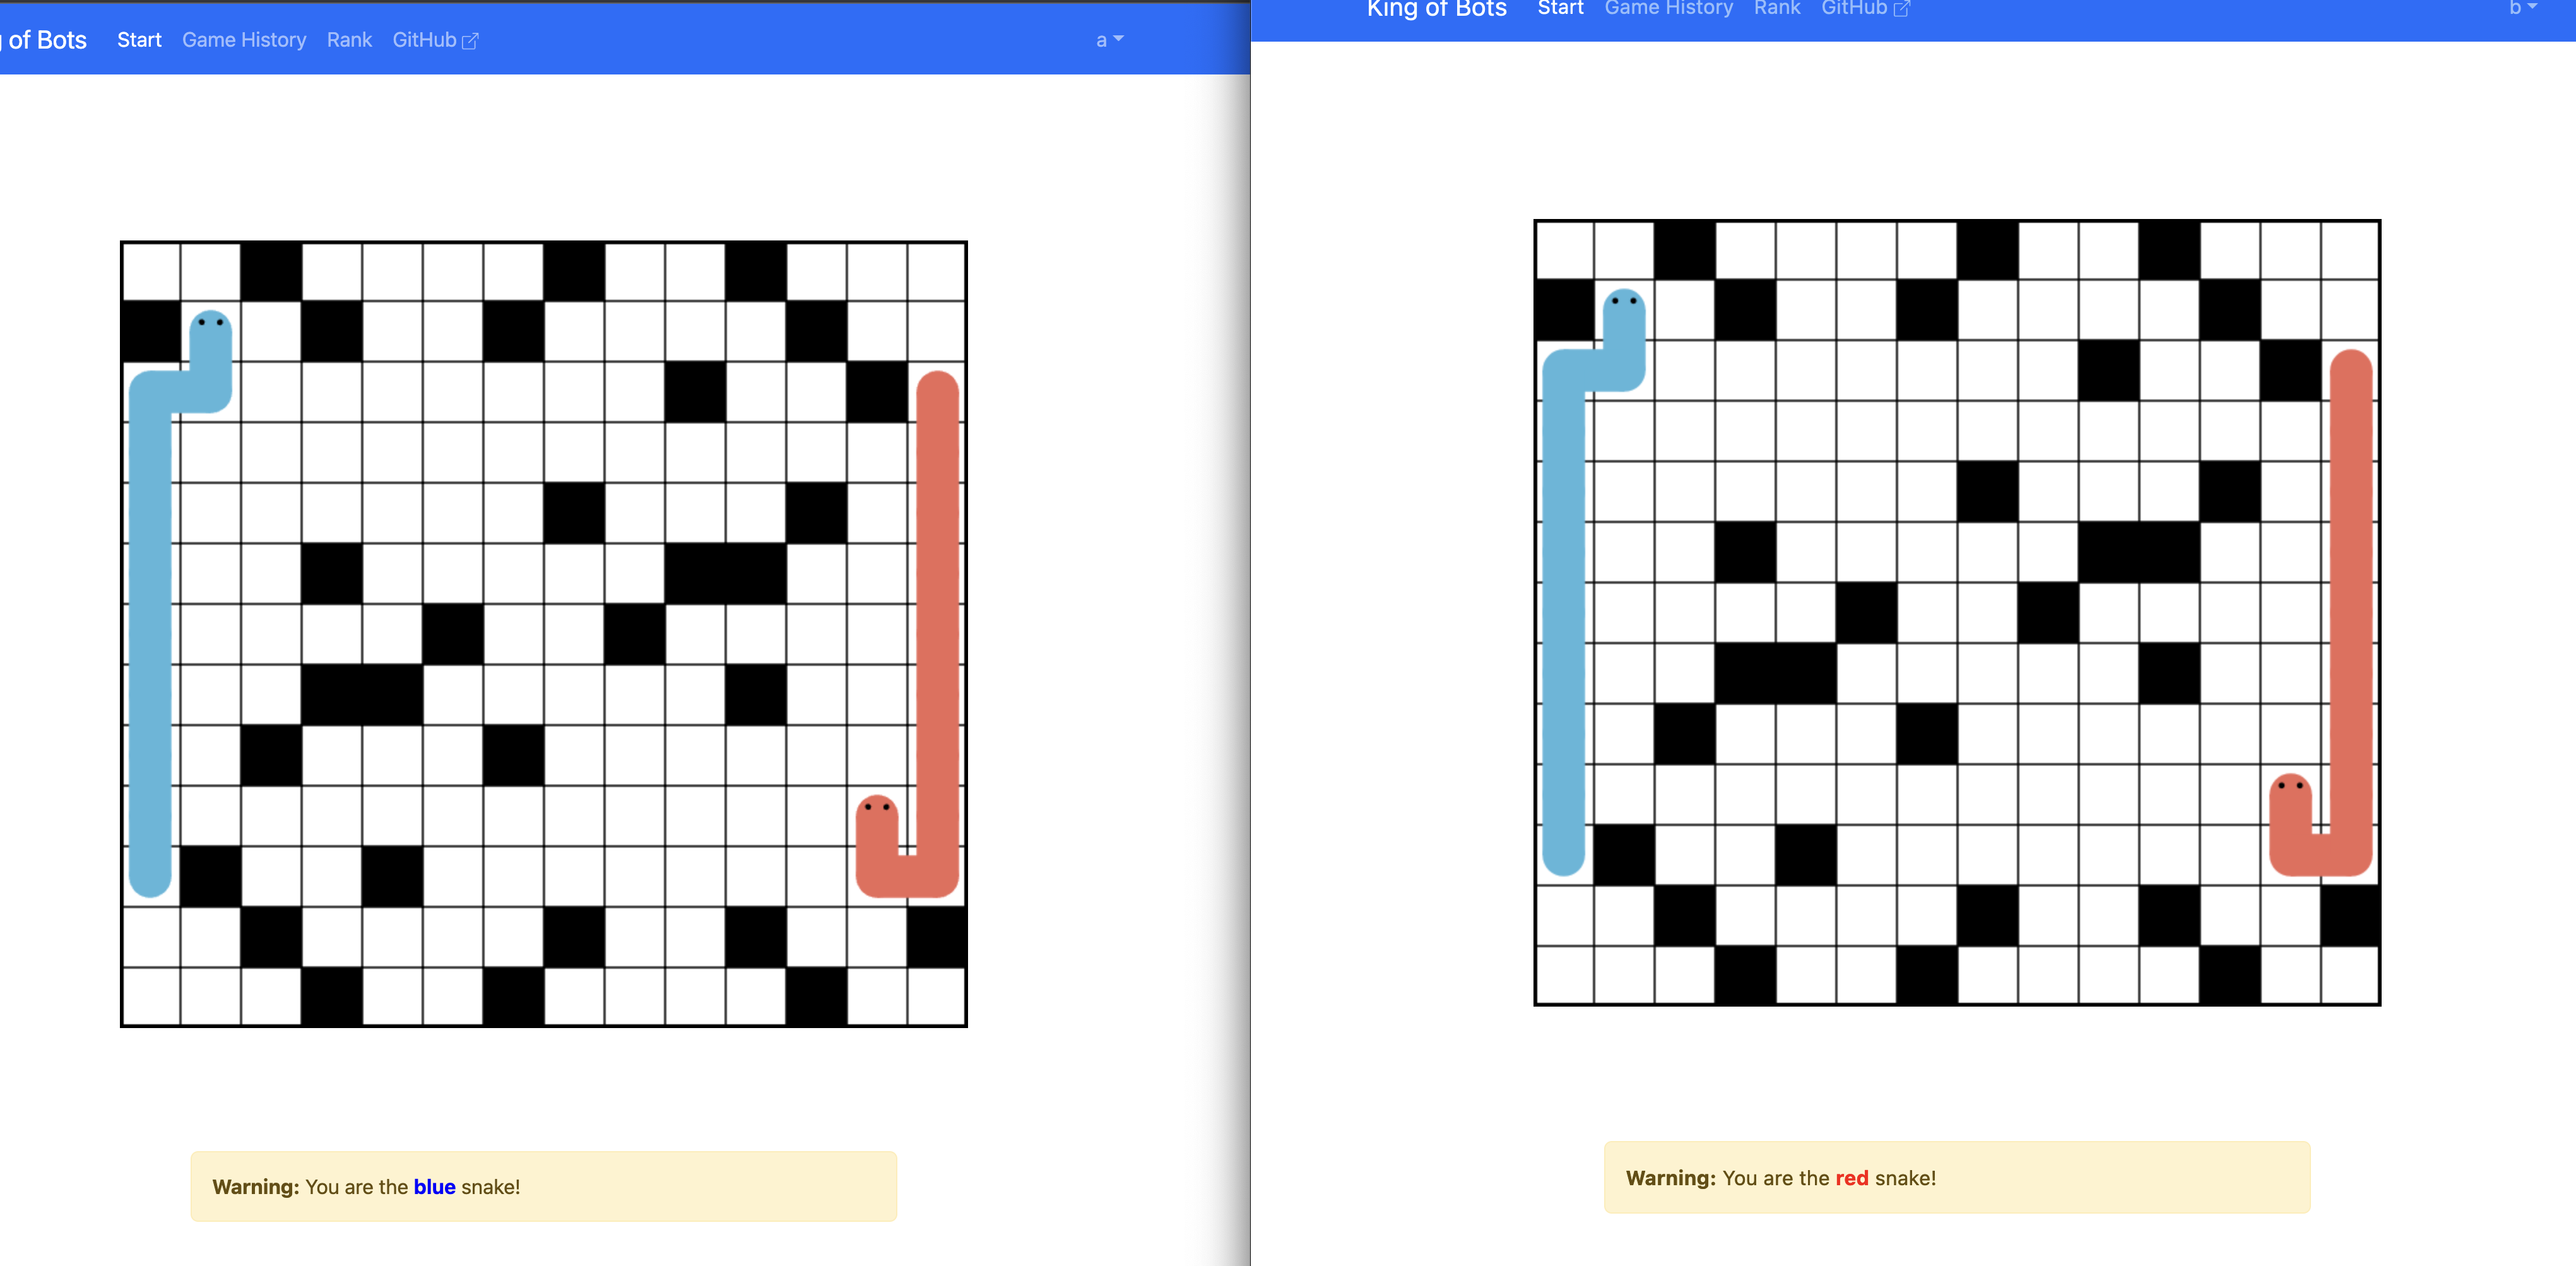 of Bots Start Game History Rank GitHub a
Warning: You are the blue snake!
King of Bots Start Game History Rank GitHub b
Warning: You are the red snake!